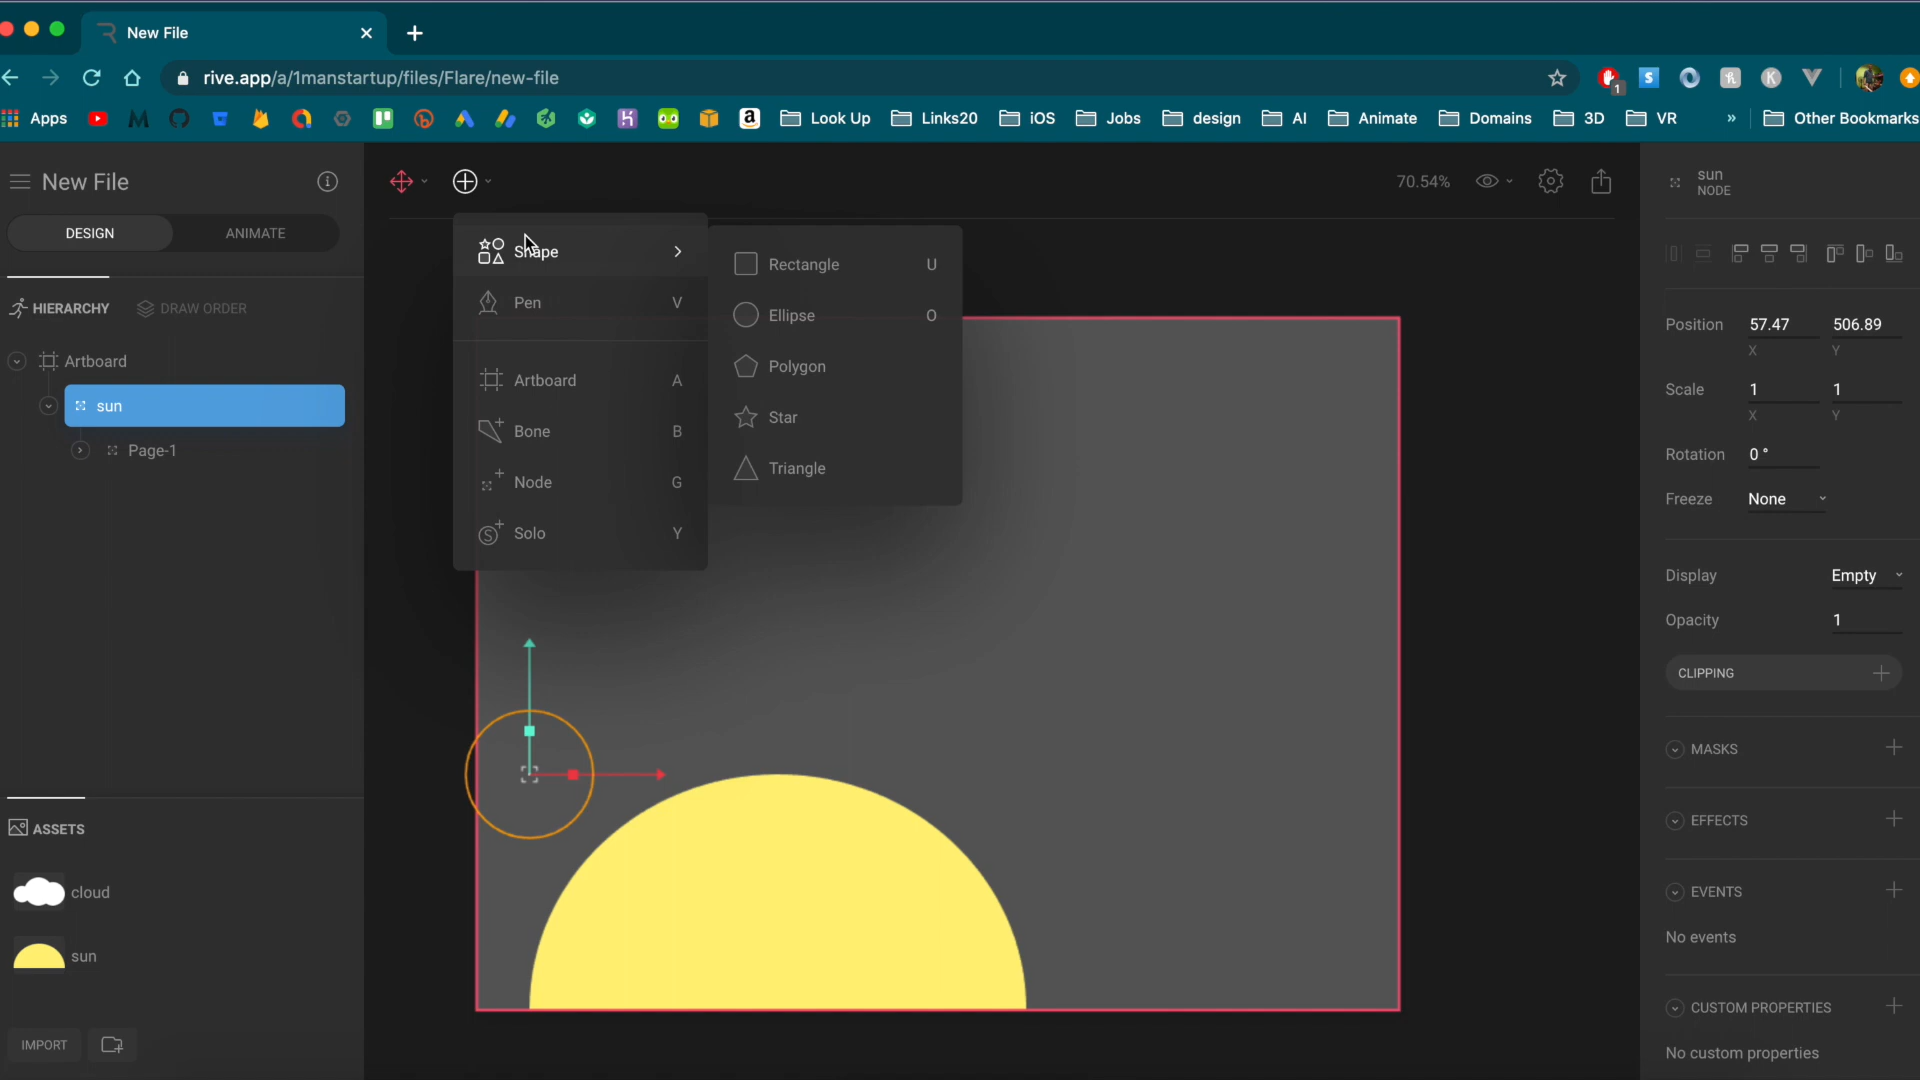 New File
rive.app/a/1manstartup/files/Flare/new-file
1
Apps
Look Up
Links20
iOS
Jobs
design
AI
Animate
Domains
3D
VR
»
Other Bookmarks
New File
70.54%
sun
NODE
DESIGN
ANIMATE
HIERARCHY
DRAW ORDER
Artboard
sun
Page-1
Shape
Pen V
Artboard A
Bone B
Node G
Solo Y
Rectangle U
Ellipse O
Polygon
Star
Triangle
Position 57.47 506.89
X Y
Scale 1 1
X Y
Rotation 0 °
Freeze None
Display Empty
Opacity 1
CLIPPING
MASKS
EFFECTS
EVENTS
No events
CUSTOM PROPERTIES
No custom properties
ASSETS
cloud
sun
IMPORT